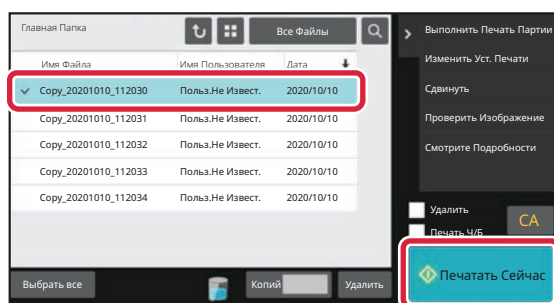 Главная Папка
Все Файлы
Имя Файла Имя Пользователя Дата
Copy_20201010_112030 Польз.Не Извест. 2020/10/10
Copy_20201010_112031 Польз.Не Извест. 2020/10/10
Copy_20201010_112032 Польз.Не Извест. 2020/10/10
Copy_20201010_112033 Польз.Не Извест. 2020/10/10
Copy_20201010_112034 Польз.Не Извест. 2020/10/10
Выбрать все
Копий
Удалить
Выполнить Печать Партии
Изменить Уст. Печати
Сдвинуть
Проверить Изображение
Смотрите Подробности
Удалить
Печать Ч/Б
CA
Печатать Сейчас